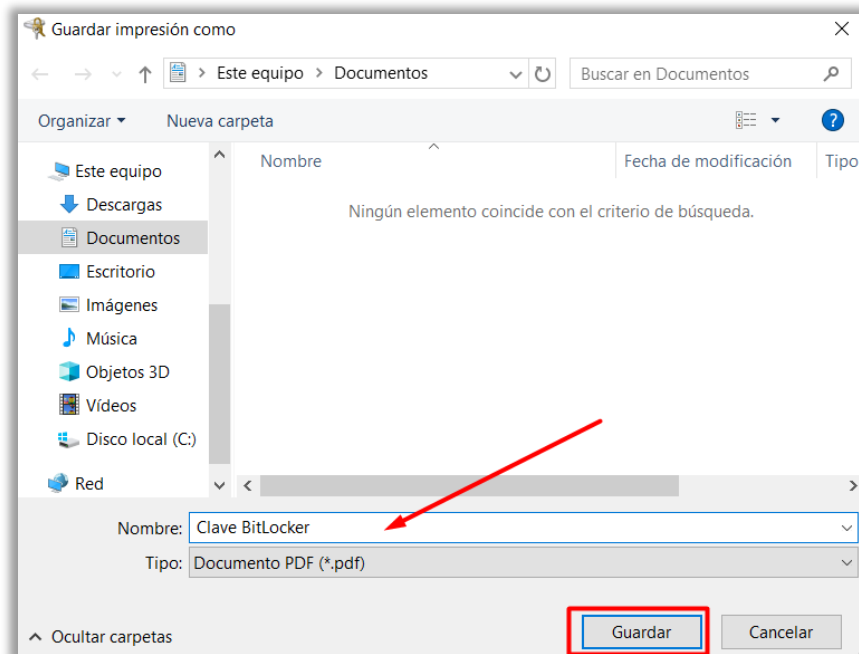 Guardar impresión como
Este equipo > Documentos
Buscar en Documentos
Organizar
Nueva carpeta
?
Este equipo
Descargas
Documentos
Escritorio
Imágenes
Música
Objetos 3D
Vídeos
Disco local (C:)
Red
Nombre
Fecha de modificación
Tipo
Ningún elemento coincide con el criterio de búsqueda.
Nombre: Clave BitLocker
Tipo: Documento PDF (*.pdf)
Ocultar carpetas
Guardar
Cancelar